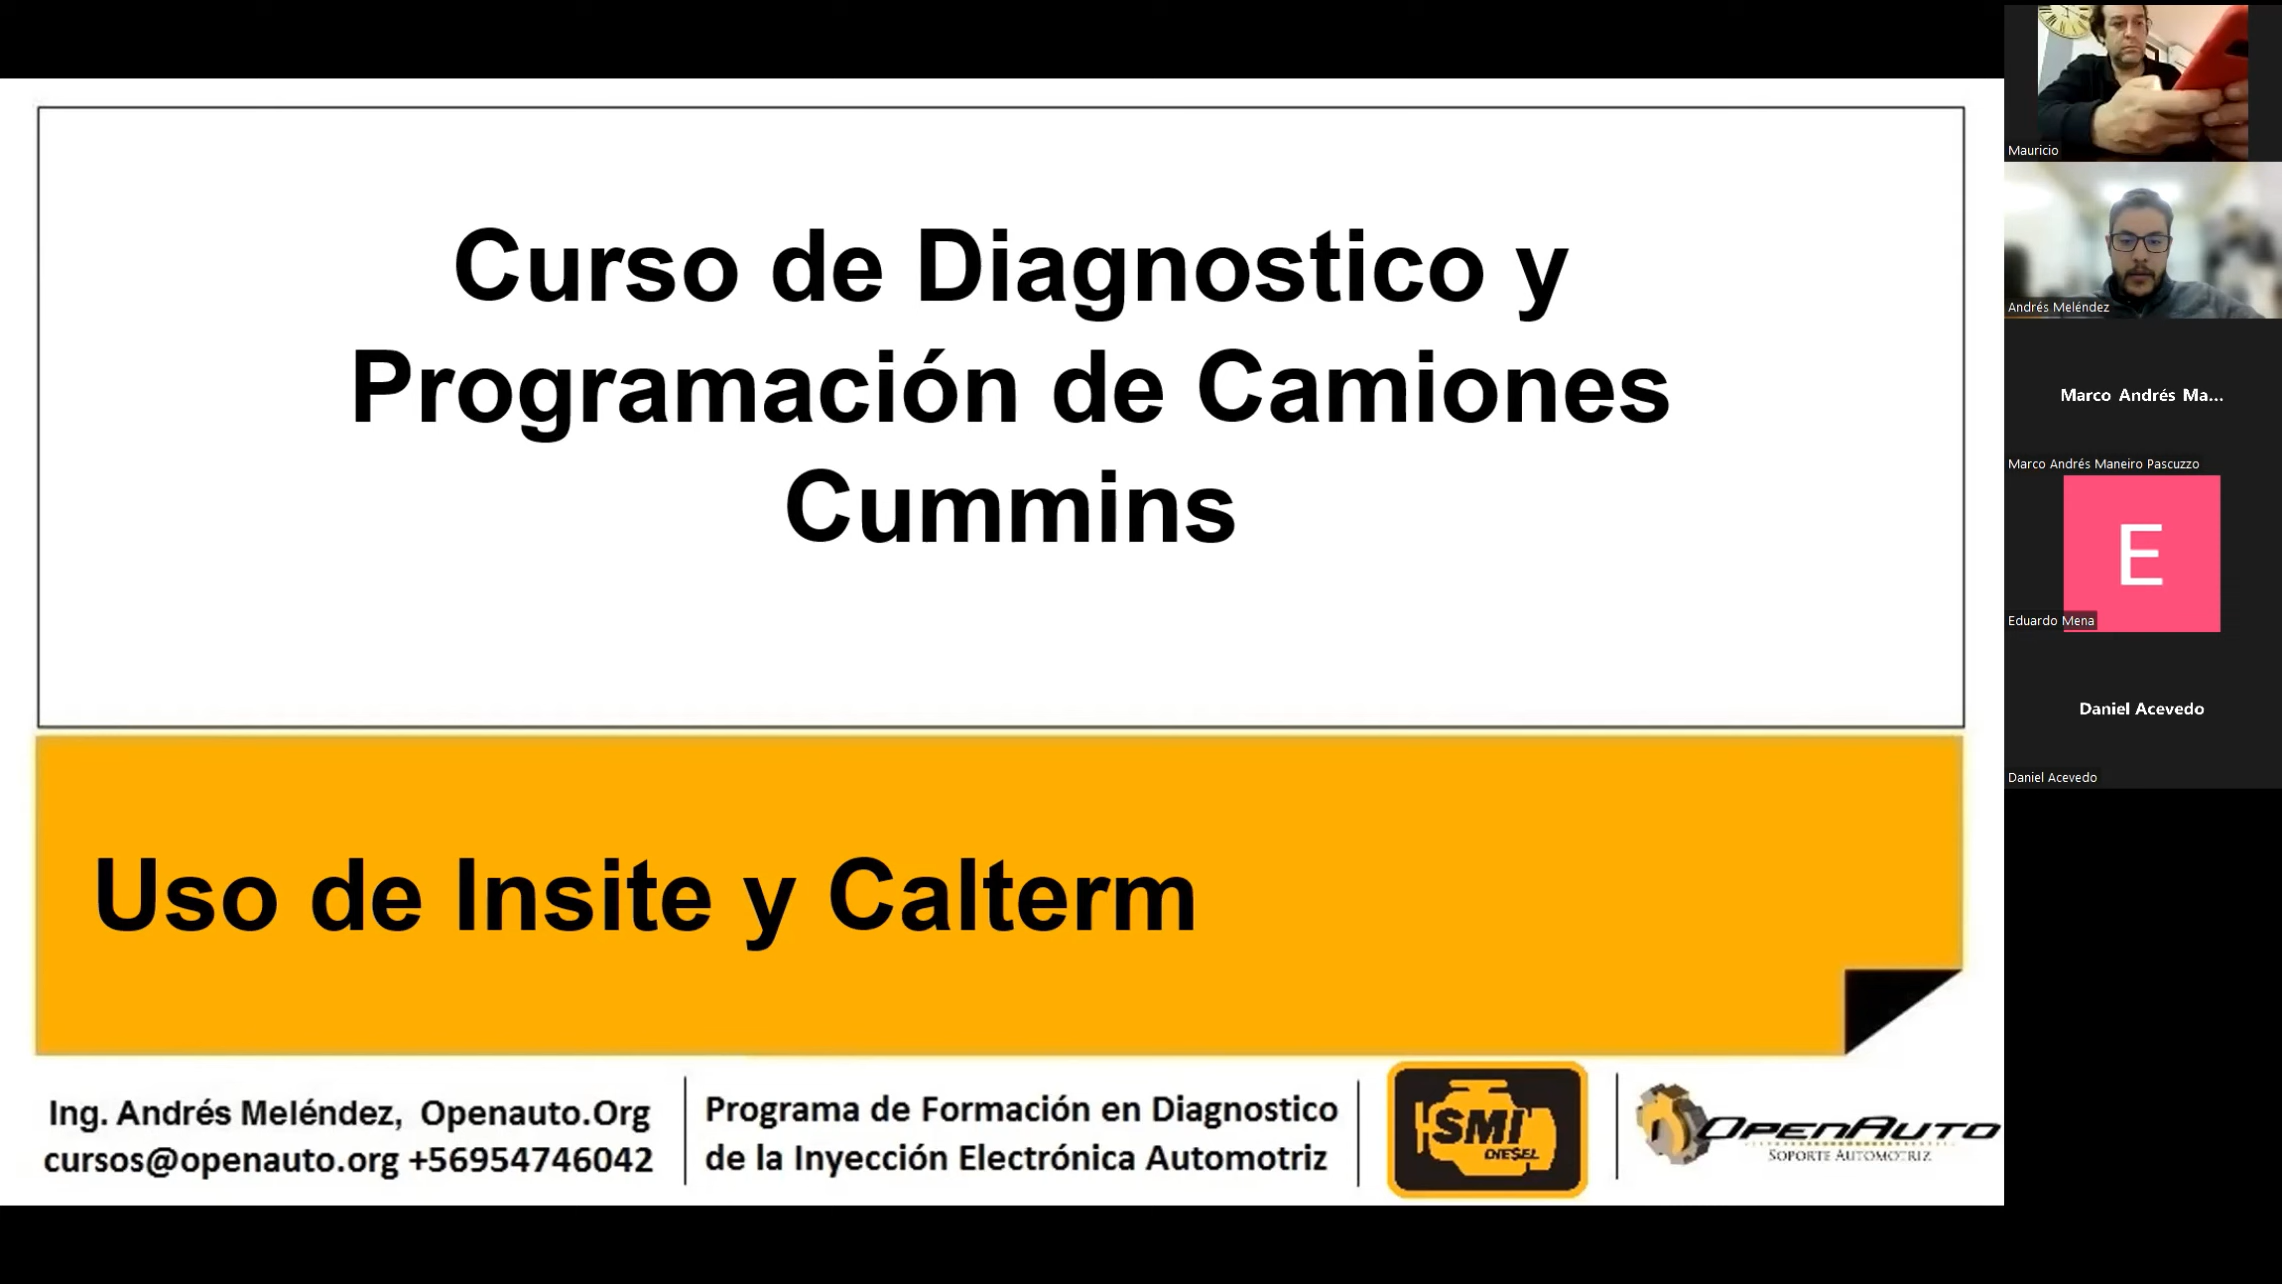 Curso de Diagnostico y
Programación de Camiones
Cummins
Uso de Insite y Calterm
Ing. Andrés Meléndez, Openauto.Org
cursos@openauto.org +56954746042
Programa de Formación en Diagnostico
de la Inyección Electrónica Automotriz
SMI
DIESEL
OPENAUTO
SOPORTE AUTOMOTRIZ
Mauricio
Andrés Meléndez
Marco Andrés Ma...
Marco Andrés Maneiro Pascuzzo
E
Eduardo Mena
Daniel Acevedo
Daniel Acevedo